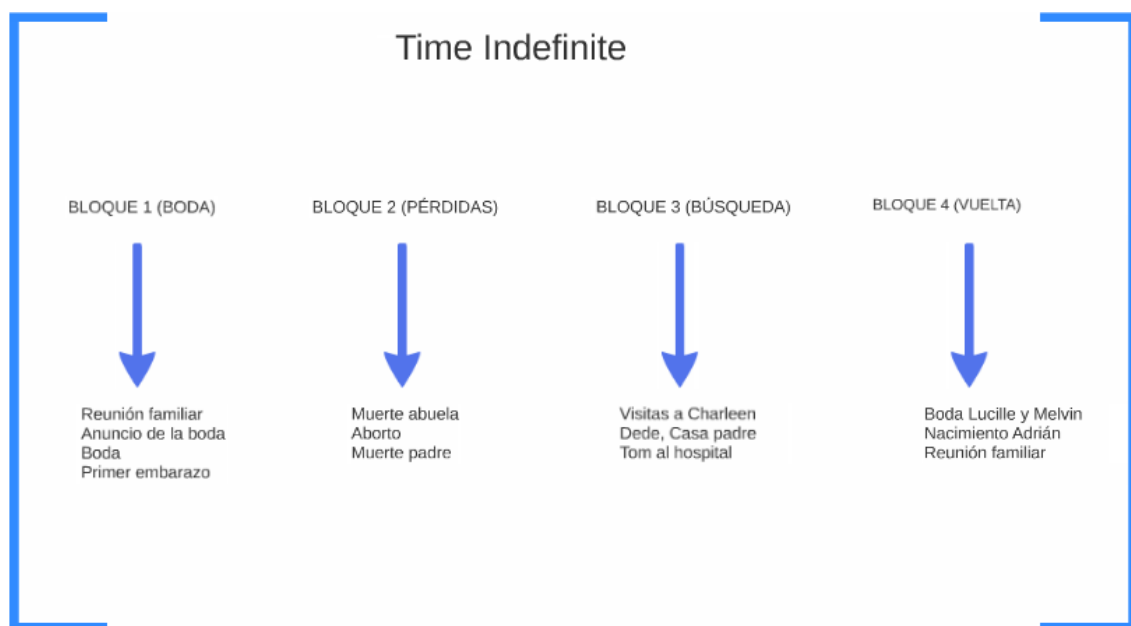 Time Indefinite
BLOQUE 1 (BODA)
Reunión familiar
Anuncio de la boda
Boda
Primer embarazo
BLOQUE 2 (PÉRDIDAS)
Muerte abuela
Aborto
Muerte padre
BLOQUE 3 (BÚSQUEDA)
Visitas a Charleen
Dede, Casa padre
Tom al hospital
BLOQUE 4 (VUELTA)
Boda Lucille y Melvin
Nacimiento Adrián
Reunión familiar